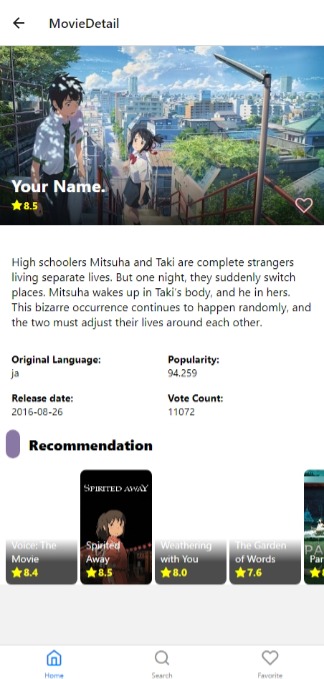 MovieDetail
Your Name.
8.5
High schoolers Mitsuha and Taki are complete strangers
living separate lives. But one night, they suddenly switch
places. Mitsuha wakes up in Taki's body, and he in hers.
This bizarre occurrence continues to happen randomly, and
the two must adjust their lives around each other.
Original Language:
ja
Popularity:
94.259
Release date:
2016-08-26
Vote Count:
11072
Recommendation
Voice: The
Movie
8.4
SPIRITED AWAY
Spirited
Away
8.5
Weathering
with You
8.0
The Garden
of Words
7.6
PA
Par
Home
Search
Favorite